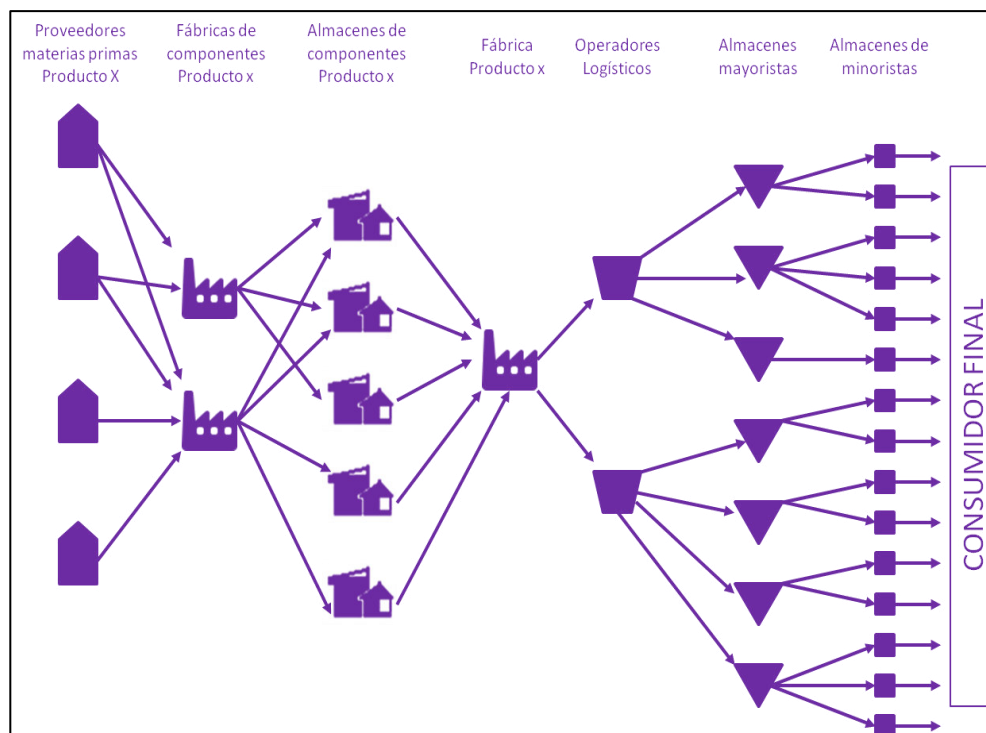 Proveedores
materias primas
Producto X
Fábricas de
componentes
Producto x
Almacenes de
componentes
Producto x
Fábrica
Producto x
Operadores
Logísticos
Almacenes
mayoristas
Almacenes de
minoristas
CONSUMIDOR FINAL